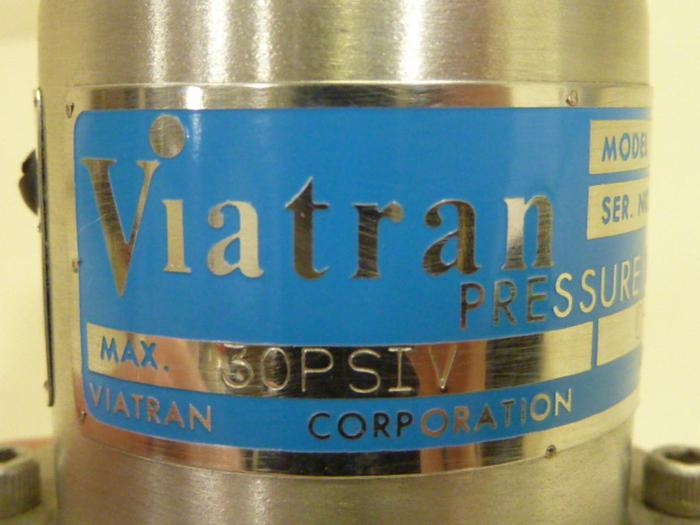 Viatran
MODEL
SER. NO
PRESSURE
MAX. 30PSIV
VIATRAN CORPORATION